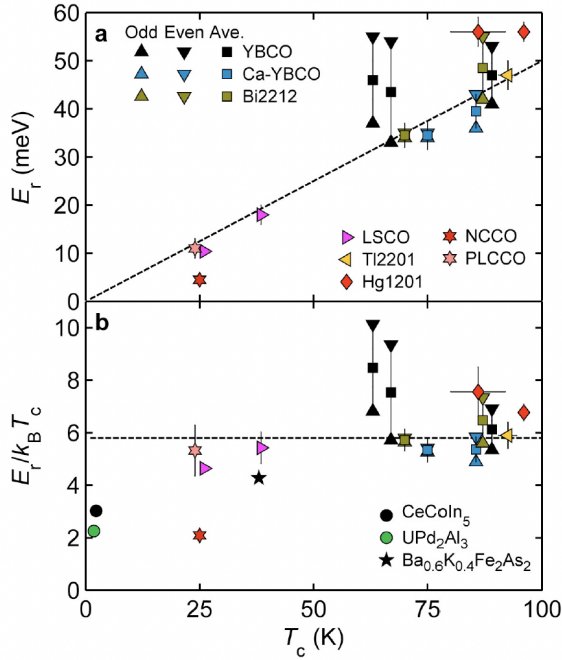 a
Odd Even Ave.
YBCO
Ca-YBCO
Bi2212
LSCO
NCCO
Tl2201
PLCCO
Hg1201
60
50
40
30
20
10
0
E_r (meV)
b
10
8
6
4
2
0
E_r/k_BT_c
CeCoIn_5
UPd_2Al_3
Ba_0.6K_0.4Fe_2As_2
0 25 50 75 100
T_c (K)